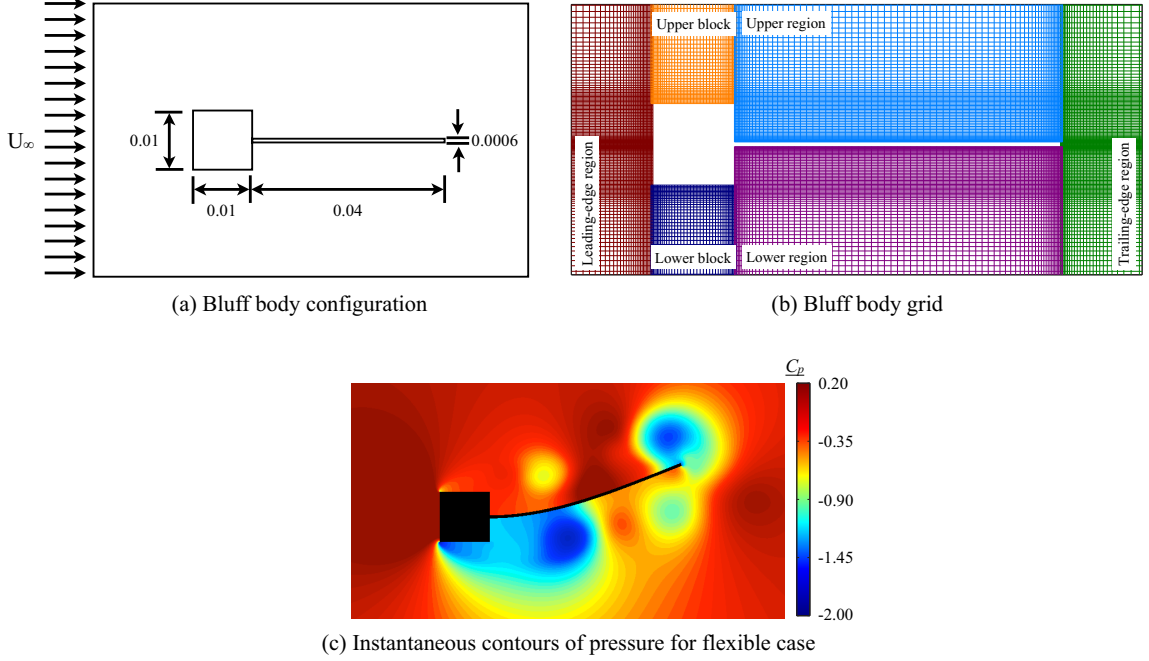 U∞
0.01
0.0006
0.01
0.04
(a) Bluff body configuration
Upper block
Upper region
Leading-edge region
Trailing-edge region
Lower block
Lower region
(b) Bluff body grid
Cp
0.20
-0.35
-0.90
-1.45
-2.00
(c) Instantaneous contours of pressure for flexible case